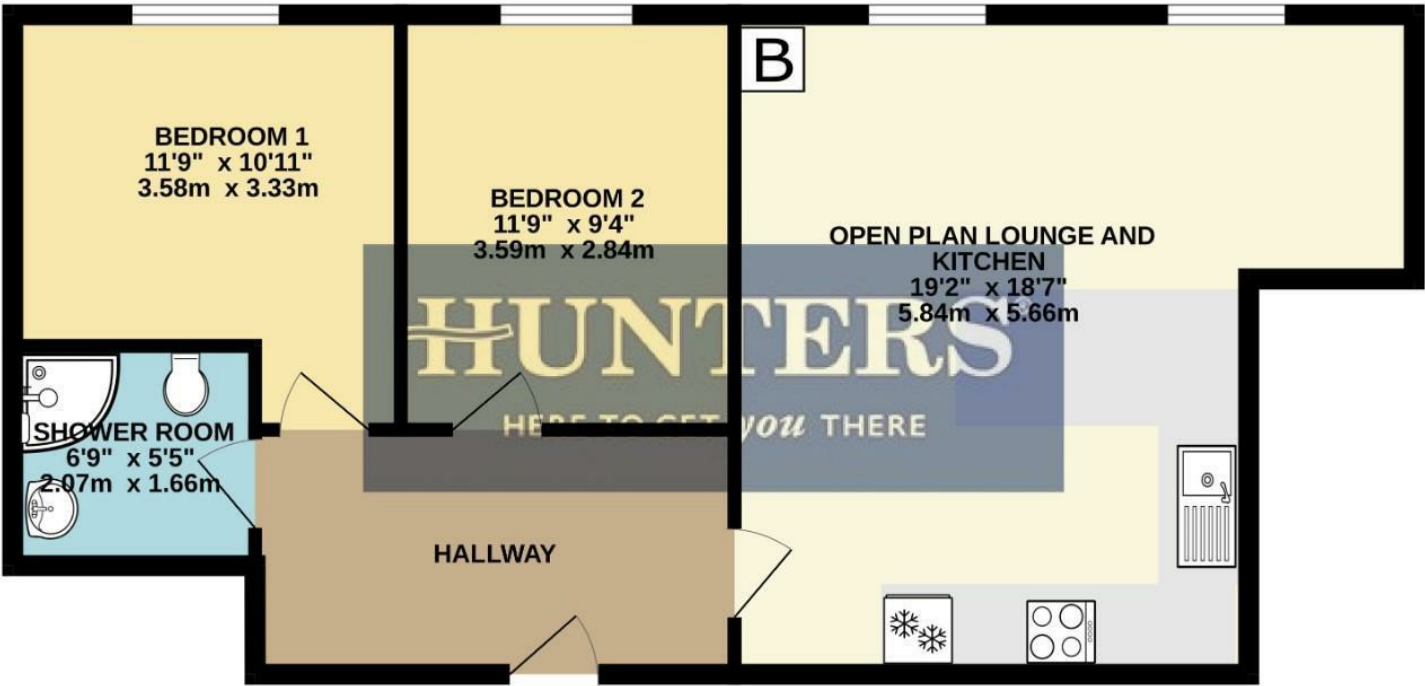 B
BEDROOM 1
11'9" x 10'11"
3.58m x 3.33m
BEDROOM 2
11'9" x 9'4"
3.59m x 2.84m
OPEN PLAN LOUNGE AND
KITCHEN
19'2" x 18'7"
5.84m x 5.66m
HUNTERS®
HERE TO GET you THERE
SHOWER ROOM
6'9" x 5'5"
2.07m x 1.66m
HALLWAY